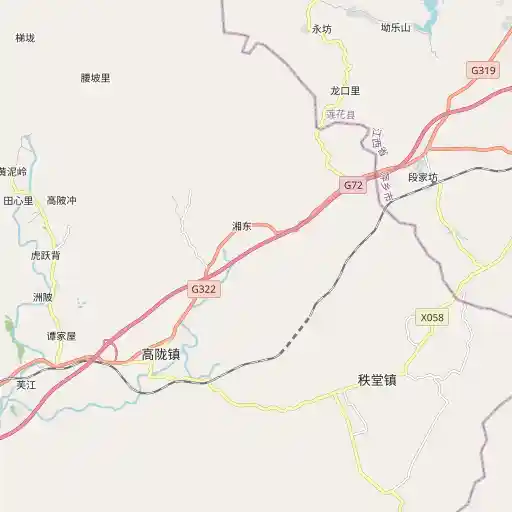 永坊
坳乐山
梯垅
G319
腰坡里
龙口里
莲花县
江西省
黄泥岭
段家坊
G72
萍乡市
田心里
高陂冲
湘东
虎跃背
G322
洲陂
X058
谭家屋
高陇镇
秩堂镇
芙江